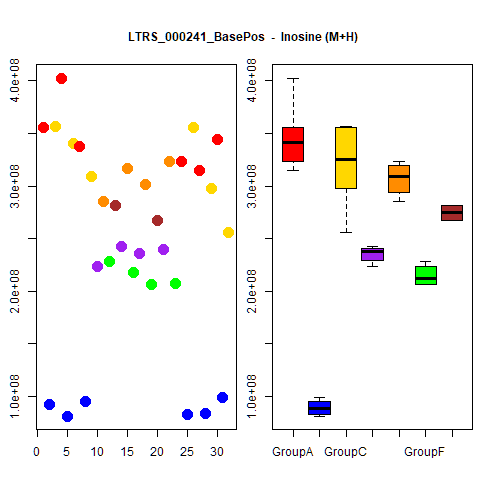 LTRS_000241_BasePos - Inosine (M+H)
4.0e+08
3.0e+08
2.0e+08
1.0e+08
0 5 10 15 20 25 30
4.0e+08
3.0e+08
2.0e+08
1.0e+08
GroupA GroupC GroupF